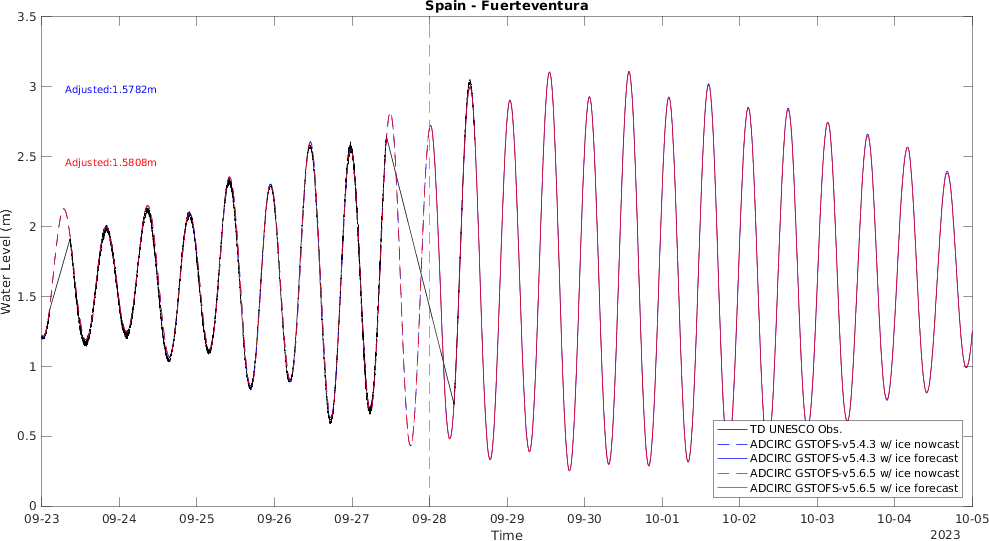 Spain - Fuerteventura
3.5
3
2.5
2
1.5
1
0.5
0
Water Level (m)
Adjusted:1.5782m
Adjusted:1.5808m
TD UNESCO Obs.
ADCIRC GSTOFS-v5.4.3 w/ ice nowcast
ADCIRC GSTOFS-v5.4.3 w/ ice forecast
ADCIRC GSTOFS-v5.6.5 w/ ice nowcast
ADCIRC GSTOFS-v5.6.5 w/ ice forecast
09-23 09-24 09-25 09-26 09-27 09-28 09-29 09-30 10-01 10-02 10-03 10-04 10-05
Time
2023